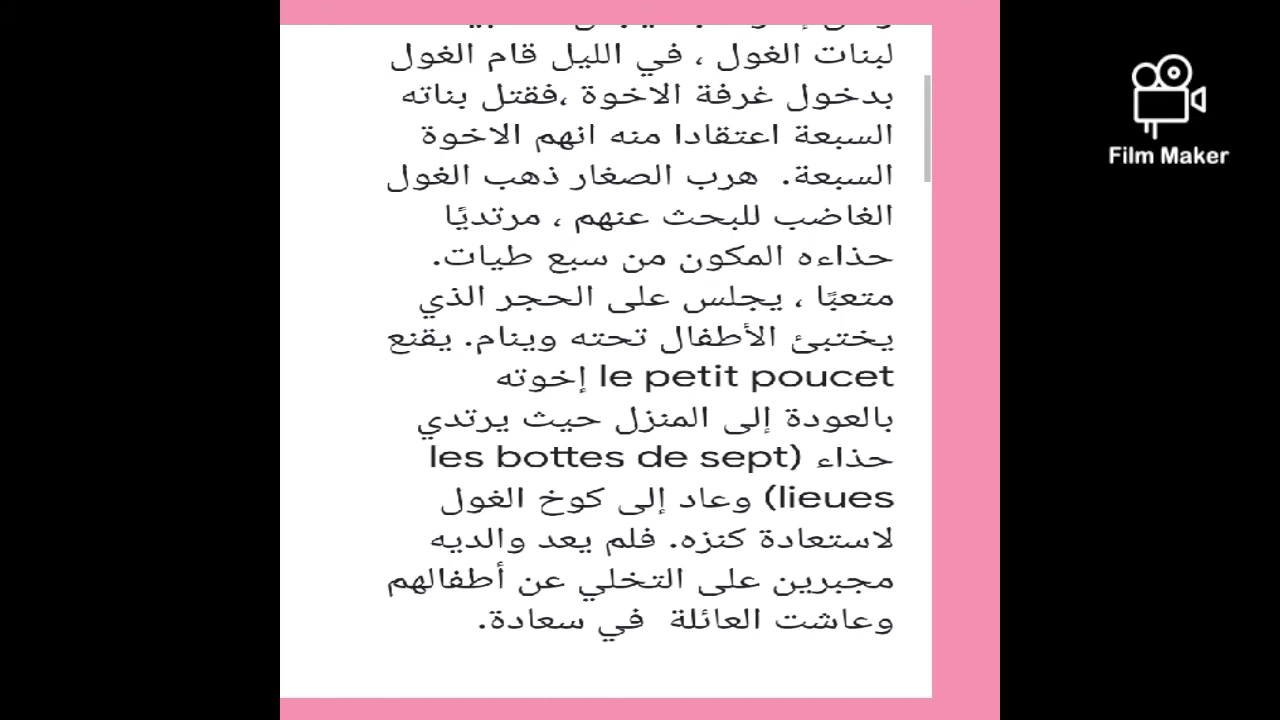 لبنات الغول ، في الليل قام الغول
بدخول غرفة الاخوة ،فقتل بناته
السبعة اعتقادا منه انهم الاخوة
السبعة. هرب الصغار ذهب الغول
الغاضب للبحث عنهم ، مرتديًا
حذاءه المكون من سبع طيات.
متعبًا ، يجلس على الحجر الذي
يختبئ الأطفال تحته وينام. يقنع
le petit poucet إخوته
بالعودة إلى المنزل حيث يرتدي
حذاء (les bottes de sept
lieues) وعاد إلى كوخ الغول
لاستعادة كنزه. فلم يعد والديه
مجبرين على التخلي عن أطفالهم
وعاشت العائلة في سعادة.
Film Maker